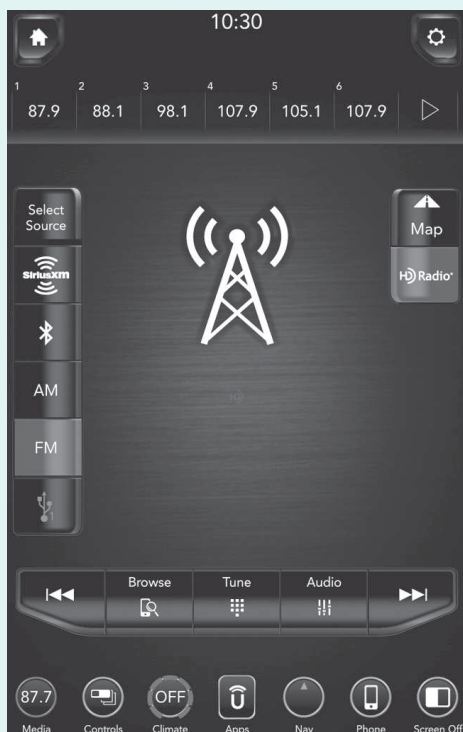 10:30
1 2 3 4 5 6
87.9 88.1 98.1 107.9 105.1 107.9
Select
Source
Map
SiriusXM
HD Radio
AM
FM
Browse Tune Audio
87.7 OFF
Media Controls Climate Apps Nav Phone Screen Off